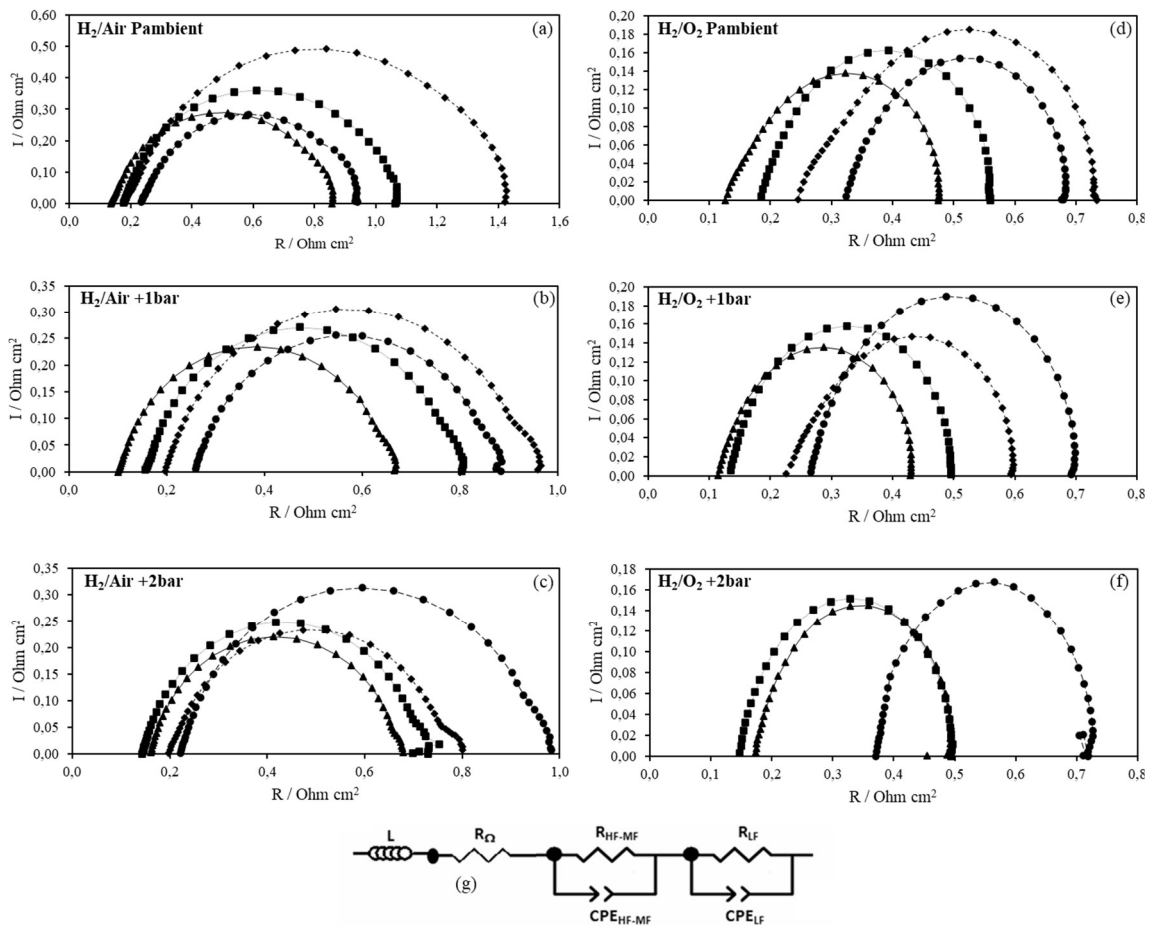 H2/Air Pambient
(a)
I / Ohm cm2
0,60
0,50
0,40
0,30
0,20
0,10
0,00
0,0 0,2 0,4 0,6 0,8 1,0 1,2 1,4 1,6
R / Ohm cm2
H2/O2 Pambient
(d)
I / Ohm cm2
0,20
0,18
0,16
0,14
0,12
0,10
0,08
0,06
0,04
0,02
0,00
0,0 0,1 0,2 0,3 0,4 0,5 0,6 0,7 0,8
R / Ohm cm2
H2/Air +1bar
(b)
I / Ohm cm2
0,35
0,30
0,25
0,20
0,15
0,10
0,05
0,00
0,0 0,2 0,4 0,6 0,8 1,0
R / Ohm cm2
H2/O2 +1bar
(e)
I / Ohm cm2
0,20
0,18
0,16
0,14
0,12
0,10
0,08
0,06
0,04
0,02
0,00
0,0 0,1 0,2 0,3 0,4 0,5 0,6 0,7 0,8
R / Ohm cm2
H2/Air +2bar
(c)
I / Ohm cm2
0,35
0,30
0,25
0,20
0,15
0,10
0,05
0,00
0,0 0,2 0,4 0,6 0,8 1,0
R / Ohm cm2
H2/O2 +2bar
(f)
I / Ohm cm2
0,18
0,16
0,14
0,12
0,10
0,08
0,06
0,04
0,02
0,00
0,0 0,1 0,2 0,3 0,4 0,5 0,6 0,7 0,8
R / Ohm cm2
L RΩ RHF-MF RLF
(g)
CPEHF-MF CPELF